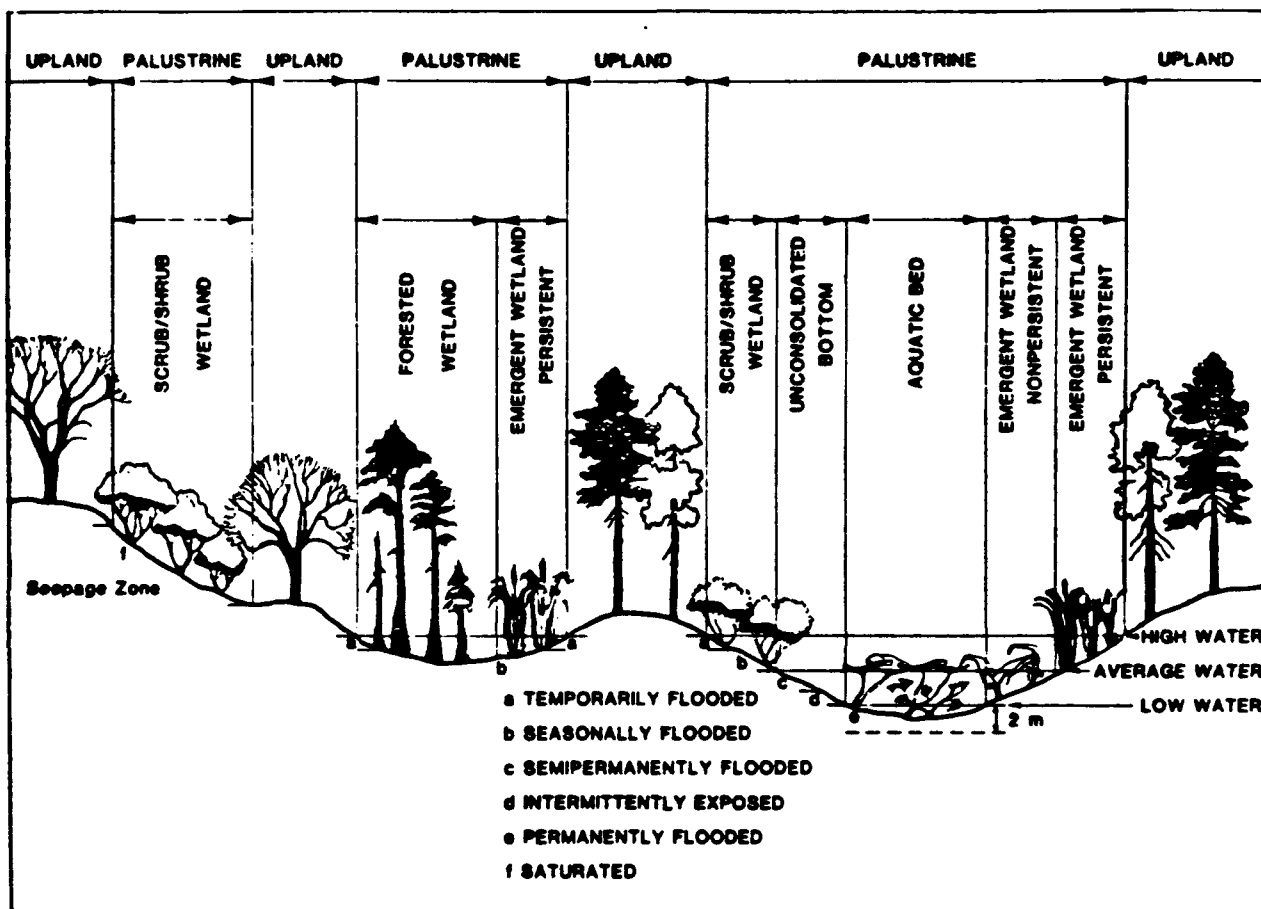 UPLAND PALUSTRINE UPLAND PALUSTRINE UPLAND PALUSTRINE UPLAND
SCRUB/SHRUB
WETLAND
FORESTED
WETLAND
EMERGENT WETLAND
PERSISTENT
SCRUB/SHRUB
WETLAND
UNCONSOLIDATED
BOTTOM
AQUATIC BED
EMERGENT WETLAND
NONPERSISTENT
EMERGENT WETLAND
PERSISTENT
f
Seepage Zone
a
b
a
a
b
c
d
e
HIGH WATER
AVERAGE WATER
LOW WATER
2 m
a TEMPORARILY FLOODED
b SEASONALLY FLOODED
c SEMIPERMANENTLY FLOODED
d INTERMITTENTLY EXPOSED
e PERMANENTLY FLOODED
f SATURATED